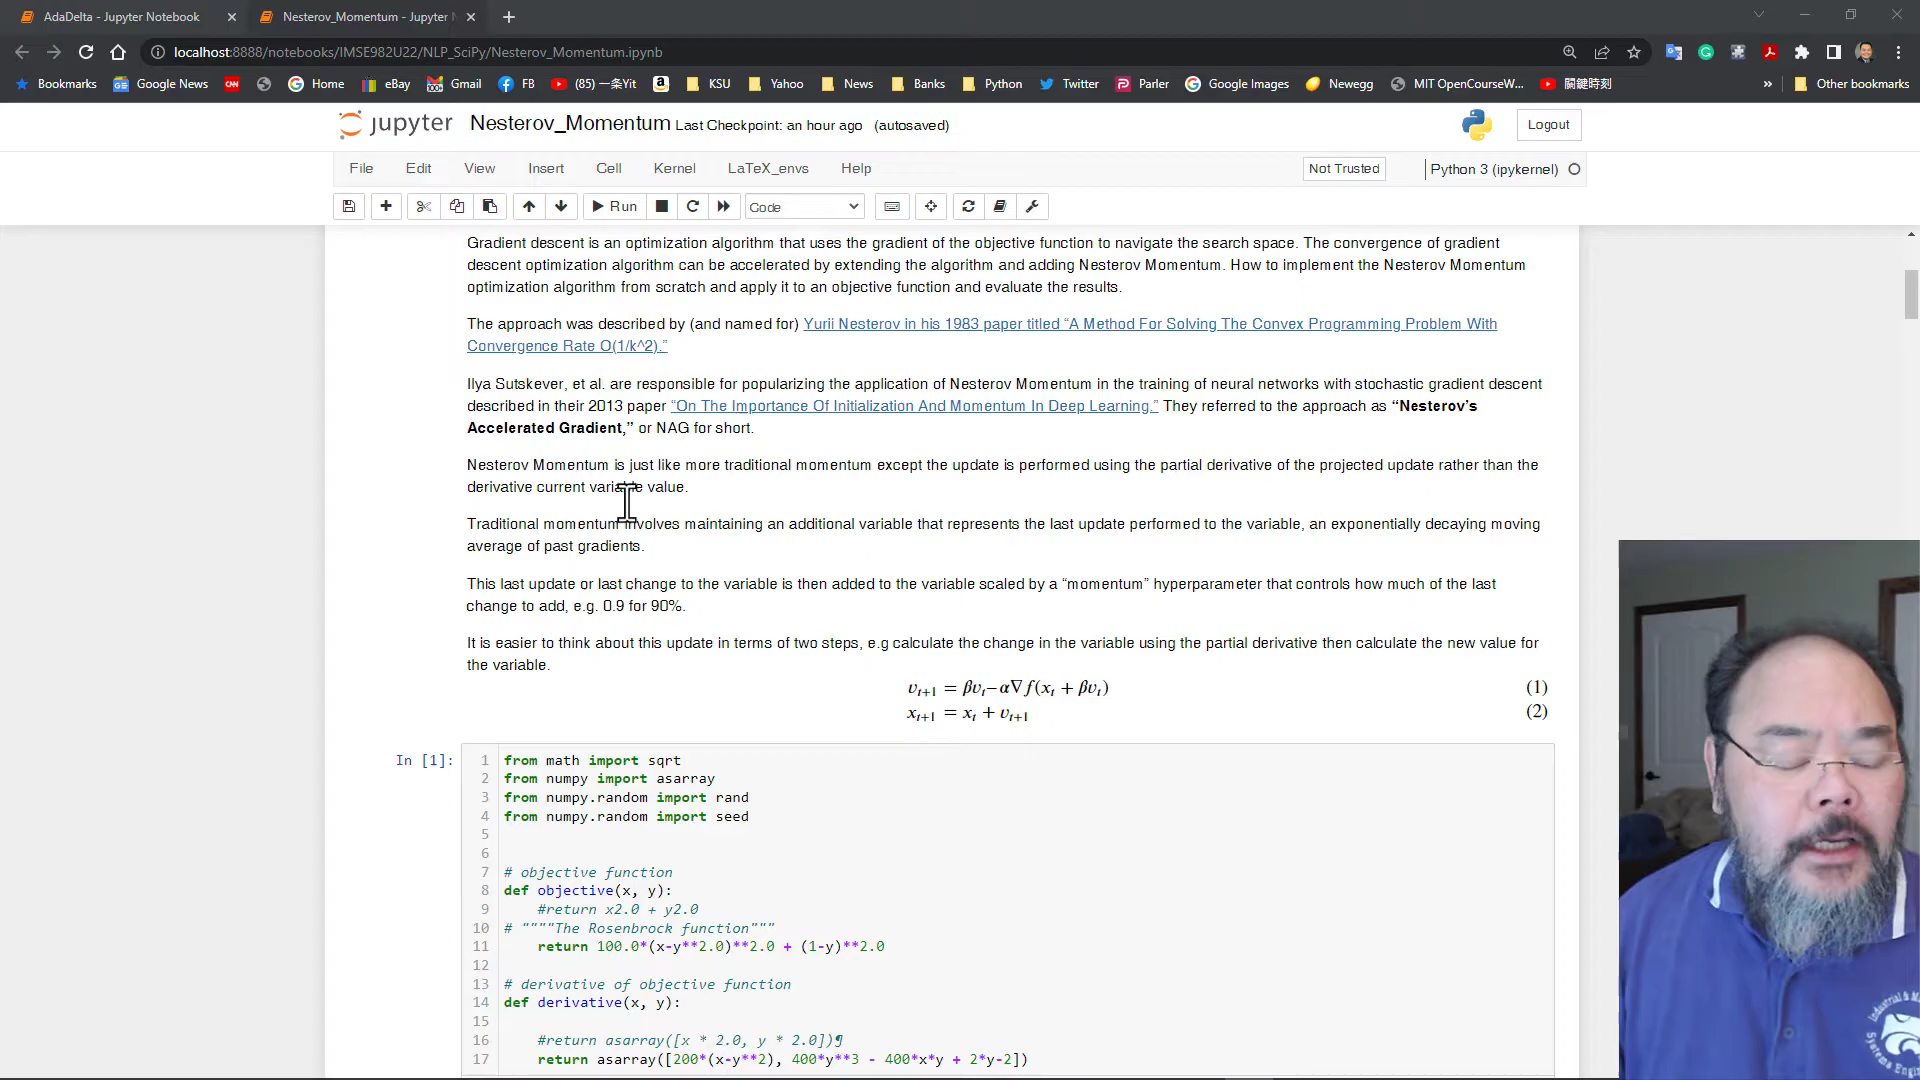 AdaDelta - Jupyter Notebook
Nesterov_Momentum - Jupyter N
localhost:8888/notebooks/IMSE982U22/NLP_SciPy/Nesterov_Momentum.ipynb
Bookmarks Google News CNN Home eBay Gmail FB (85) 一条Yit KSU Yahoo News Banks Python Twitter Parler Google Images Newegg MIT OpenCourseW... 關鍵時刻 » Other bookmarks
jupyter Nesterov_Momentum Last Checkpoint: an hour ago (autosaved) Logout
File Edit View Insert Cell Kernel LaTeX_envs Help Not Trusted Python 3 (ipykernel)
Run Code
Gradient descent is an optimization algorithm that uses the gradient of the objective function to navigate the search space. The convergence of gradient
descent optimization algorithm can be accelerated by extending the algorithm and adding Nesterov Momentum. How to implement the Nesterov Momentum
optimization algorithm from scratch and apply it to an objective function and evaluate the results.
The approach was described by (and named for) Yurii Nesterov in his 1983 paper titled “A Method For Solving The Convex Programming Problem With
Convergence Rate O(1/k^2).”
Ilya Sutskever, et al. are responsible for popularizing the application of Nesterov Momentum in the training of neural networks with stochastic gradient descent
described in their 2013 paper “On The Importance Of Initialization And Momentum In Deep Learning.” They referred to the approach as “Nesterov’s
Accelerated Gradient,” or NAG for short.
Nesterov Momentum is just like more traditional momentum except the update is performed using the partial derivative of the projected update rather than the
derivative current variable value.
Traditional momentum involves maintaining an additional variable that represents the last update performed to the variable, an exponentially decaying moving
average of past gradients.
This last update or last change to the variable is then added to the variable scaled by a “momentum” hyperparameter that controls how much of the last
change to add, e.g. 0.9 for 90%.
It is easier to think about this update in terms of two steps, e.g calculate the change in the variable using the partial derivative then calculate the new value for
the variable.
υₜ₊₁ = βυₜ–α∇f(xₜ + βυₜ) (1)
xₜ₊₁ = xₜ + υₜ₊₁ (2)
In [1]:
1 from math import sqrt
2 from numpy import asarray
3 from numpy.random import rand
4 from numpy.random import seed
5
6
7 # objective function
8 def objective(x, y):
9 #return x2.0 + y2.0
10 # """"The Rosenbrock function"""
11 return 100.0*(x-y**2.0)**2.0 + (1-y)**2.0
12
13 # derivative of objective function
14 def derivative(x, y):
15
16 #return asarray([x * 2.0, y * 2.0])¶
17 return asarray([200*(x-y**2), 400*y**3 - 400*x*y + 2*y-2])